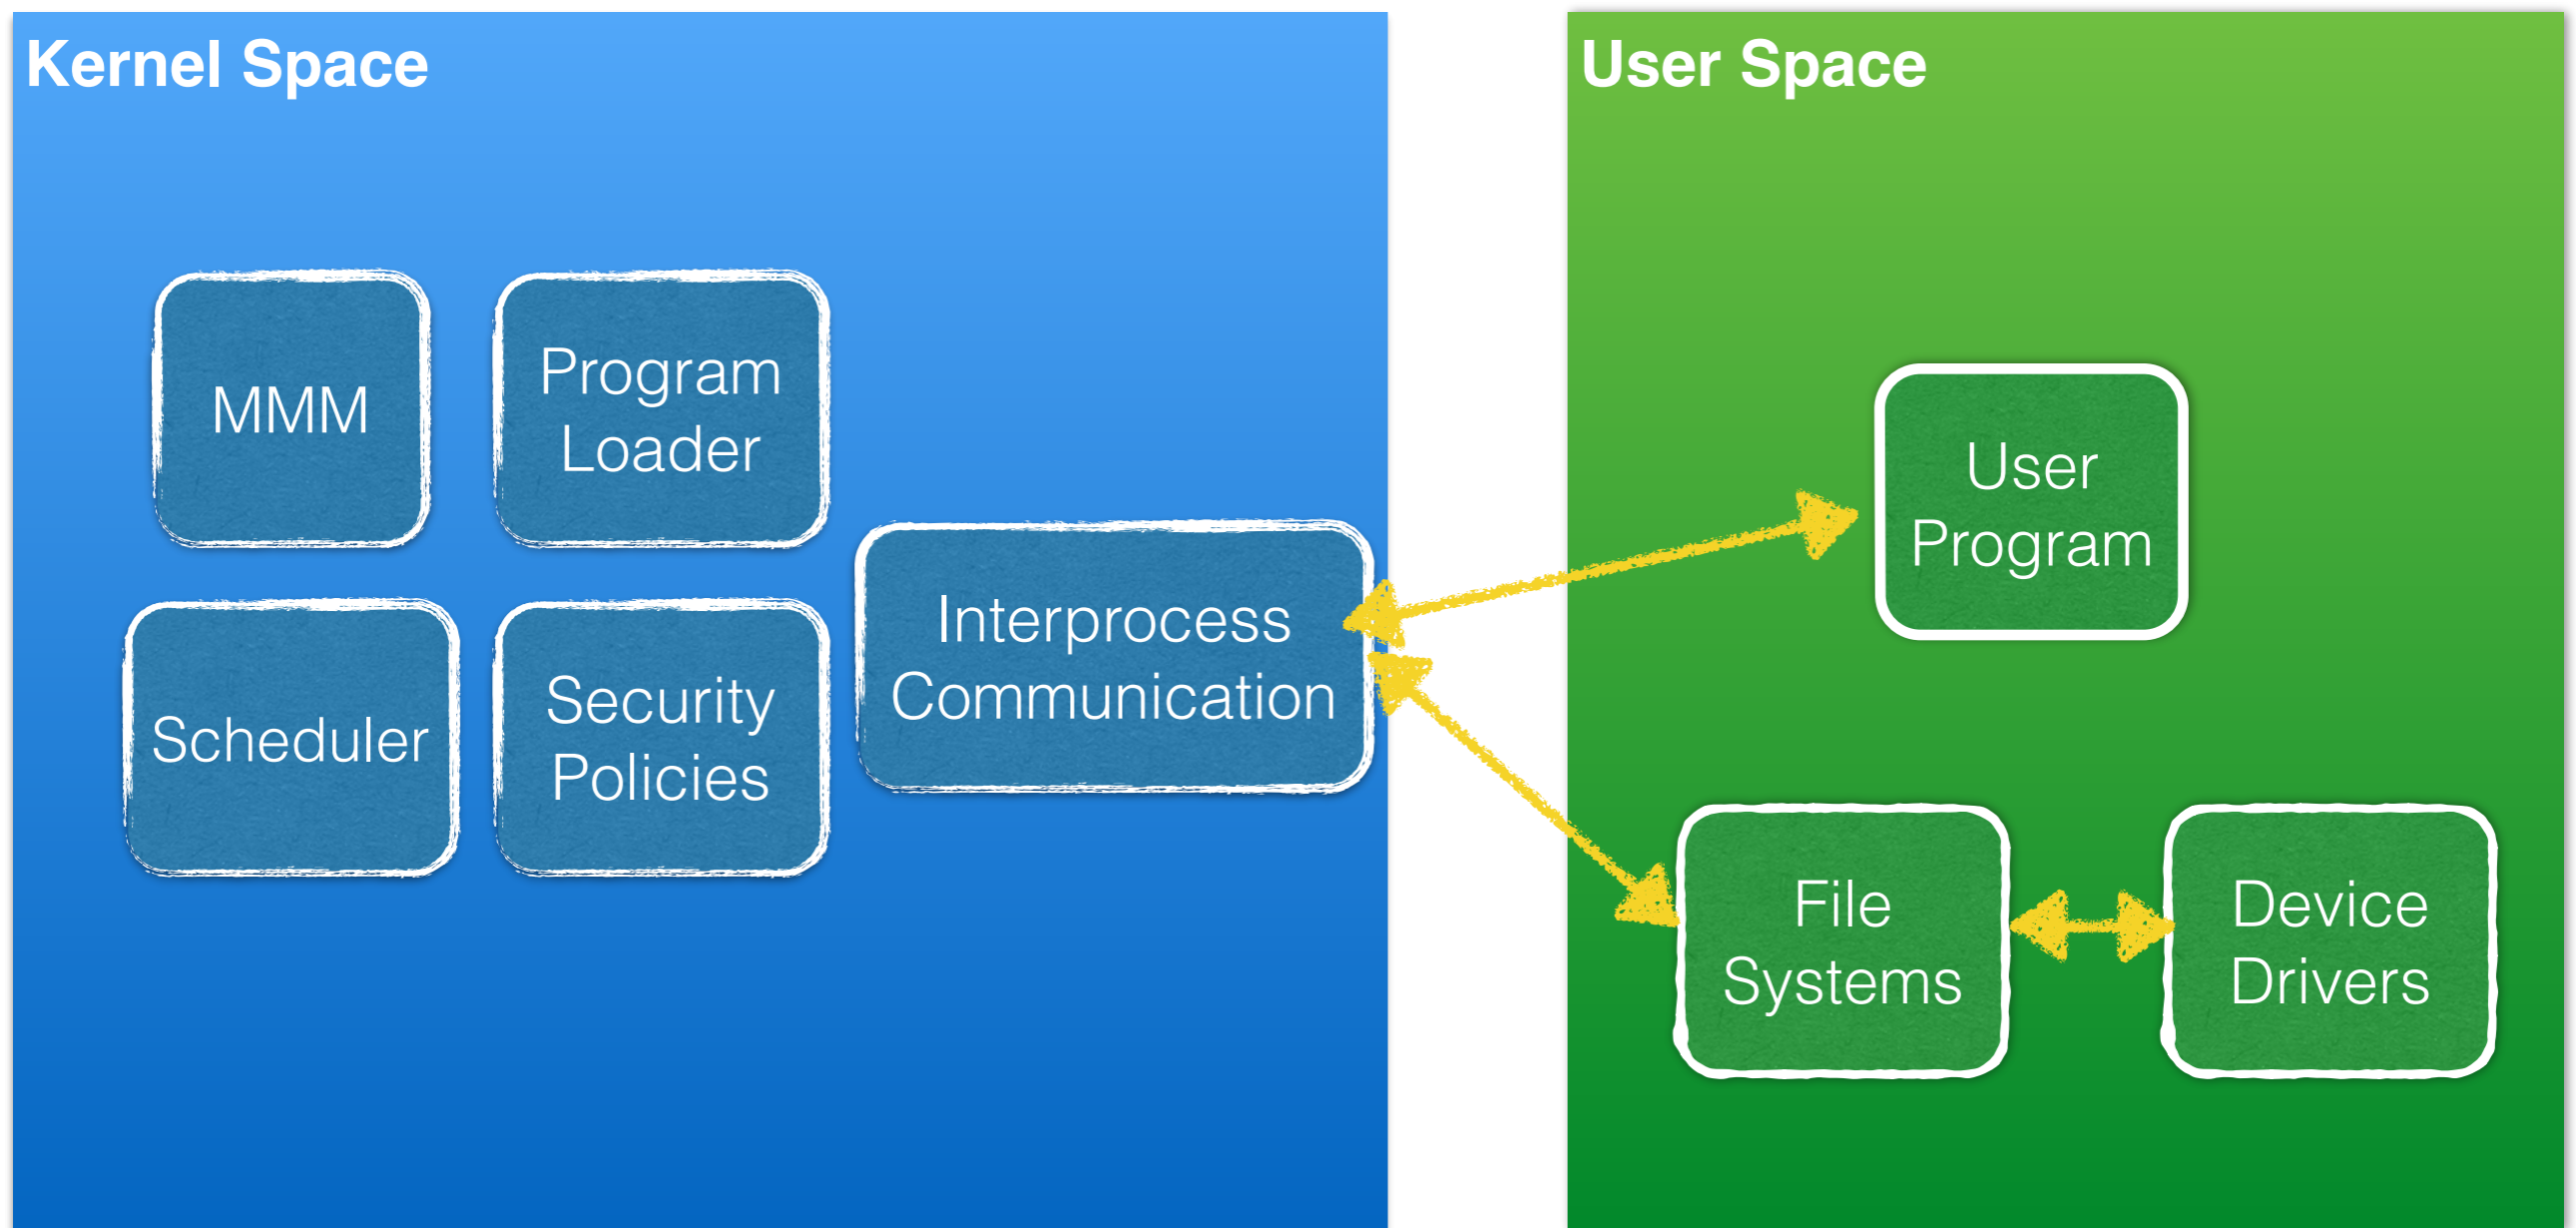 Kernel Space
MMM
Program
Loader
Scheduler
Security
Policies
Interprocess
Communication
User Space
User
Program
File
Systems
Device
Drivers